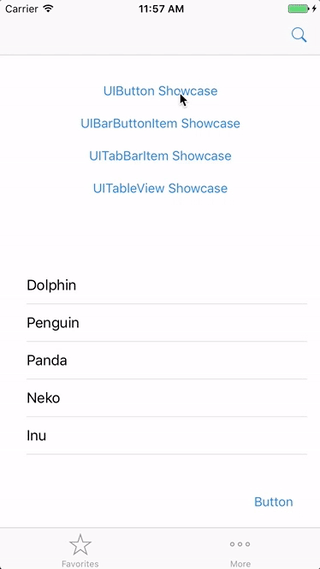 Carrier 11:57 AM
UIButton Showcase
UIBarButtonItem Showcase
UITabBarItem Showcase
UITableView Showcase
Dolphin
Penguin
Panda
Neko
Inu
Button
Favorites More